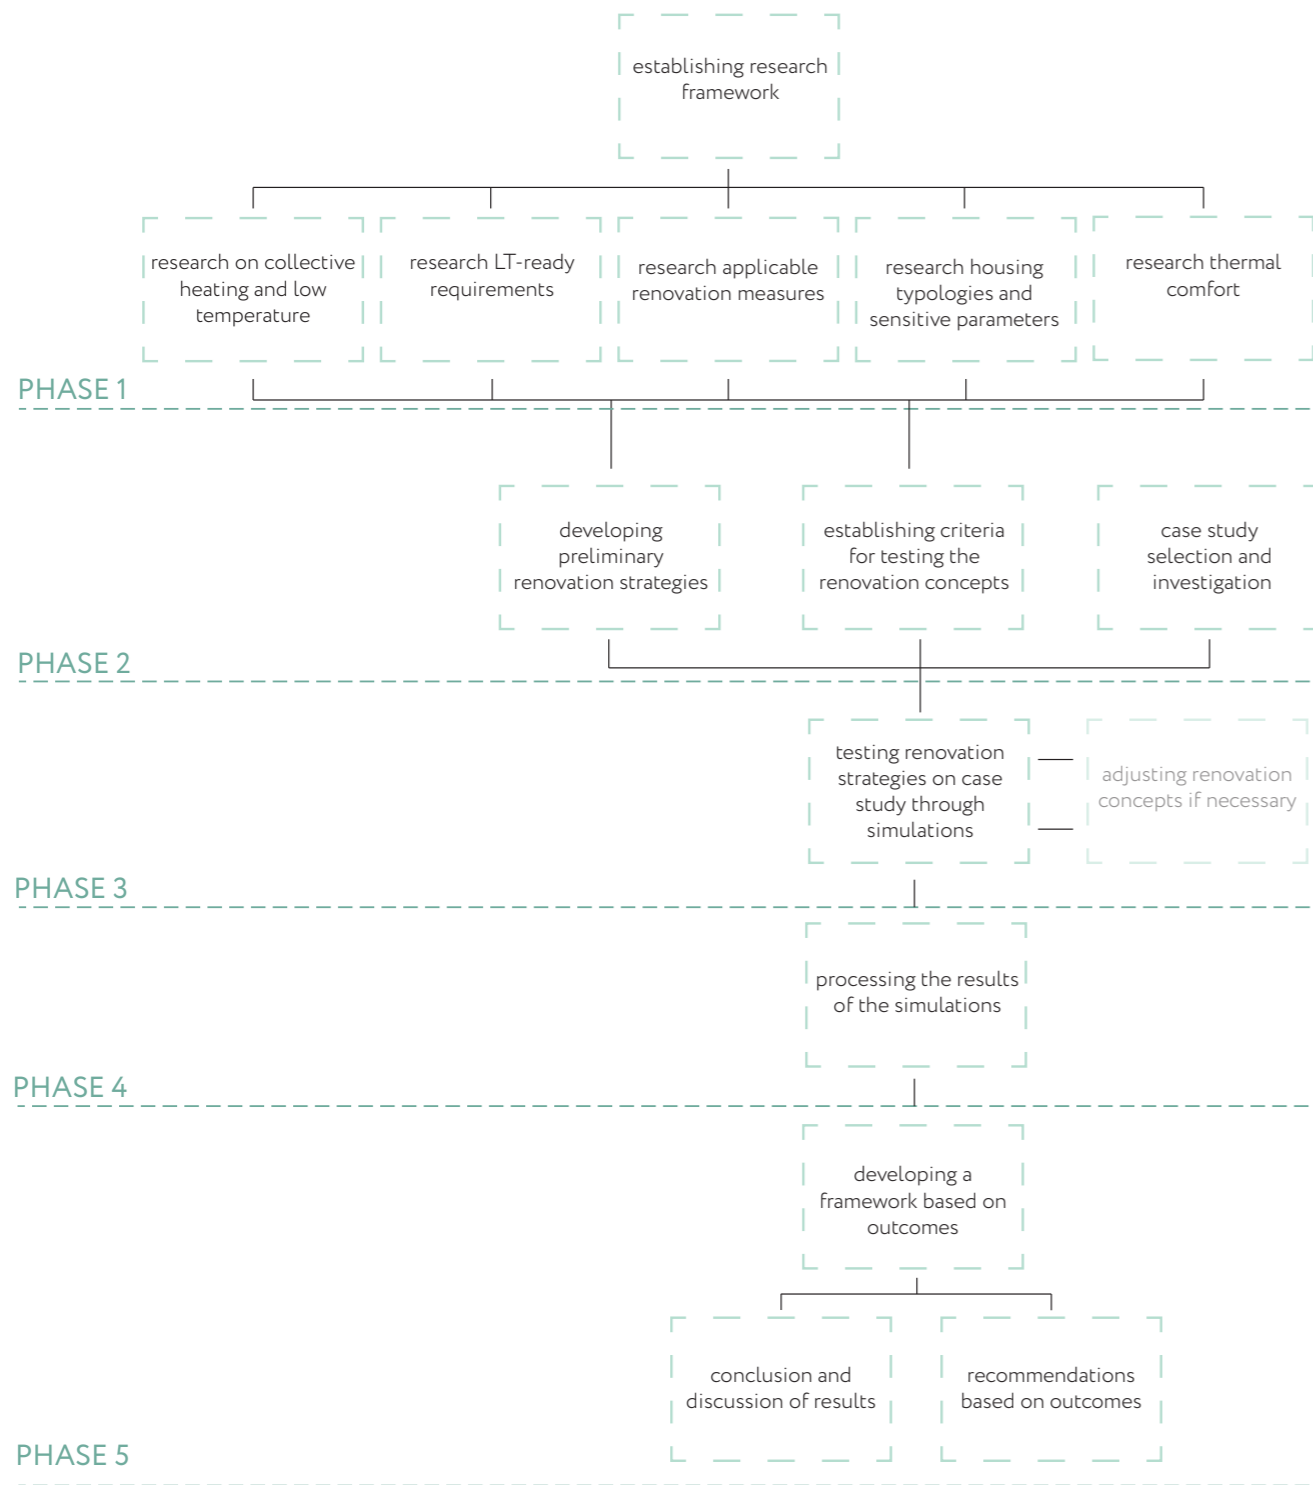 establishing research
framework
research on collective
heating and low
temperature
research LT-ready
requirements
research applicable
renovation measures
research housing
typologies and
sensitive parameters
research thermal
comfort
PHASE 1
developing
preliminary
renovation strategies
establishing criteria
for testing the
renovation concepts
case study
selection and
investigation
PHASE 2
testing renovation
strategies on case
study through
simulations
adjusting renovation
concepts if necessary
PHASE 3
processing the results
of the simulations
PHASE 4
developing a
framework based on
outcomes
conclusion and
discussion of results
recommendations
based on outcomes
PHASE 5